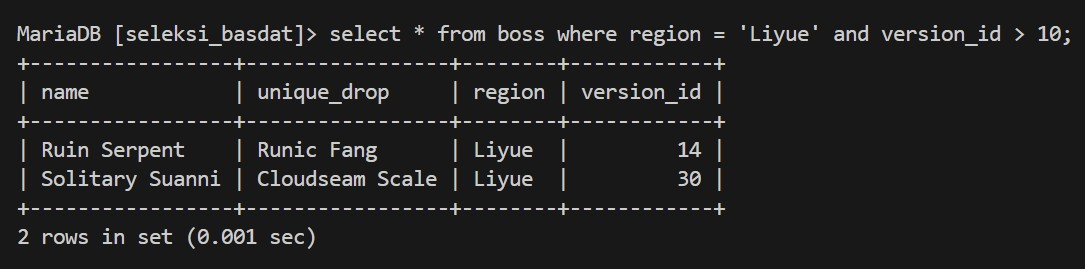 MariaDB [seleksi_basdat]> select * from boss where region = 'Liyue' and version_id > 10;
+-----------------+-----------------+--------+------------+
| name            | unique_drop     | region | version_id |
+-----------------+-----------------+--------+------------+
| Ruin Serpent    | Runic Fang      | Liyue  |         14 |
| Solitary Suanni | Cloudseam Scale | Liyue  |         30 |
+-----------------+-----------------+--------+------------+
2 rows in set (0.001 sec)